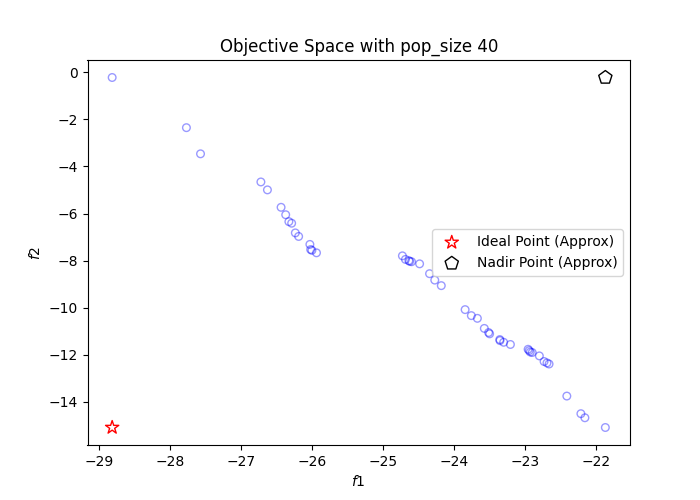 Objective Space with pop_size 40
0
−2
−4
−6
−8
−10
−12
−14
f2
Ideal Point (Approx)
Nadir Point (Approx)
−29 −28 −27 −26 −25 −24 −23 −22
f1